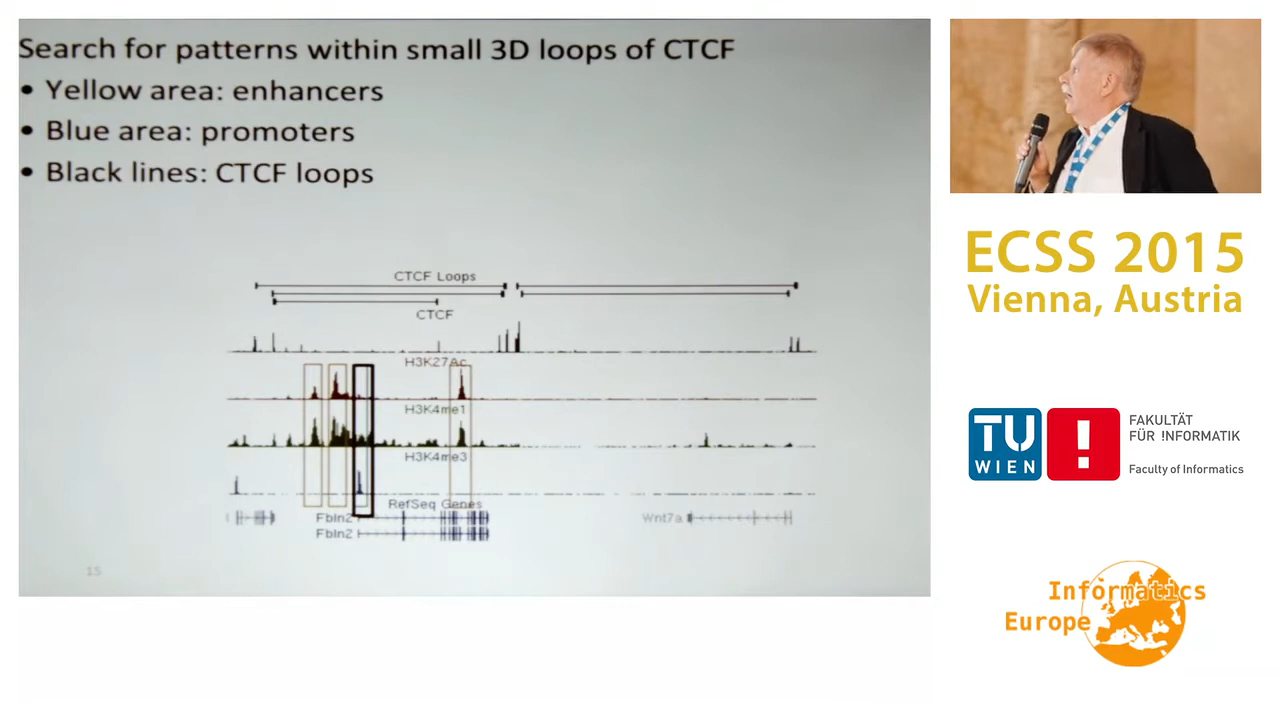 Search for patterns within small 3D loops of CTCF
• Yellow area: enhancers
• Blue area: promoters
• Black lines: CTCF loops
CTCF Loops
CTCF
H3K27Ac
H3K4me1
H3K4me3
RefSeq Genes
Fbln2
Wnt7a
Fbln2
15
ECSS 2015
Vienna, Austria
TU
WIEN
!
FAKULTÄT
FÜR !NFORMATIK
Faculty of Informatics
Informatics
Europe